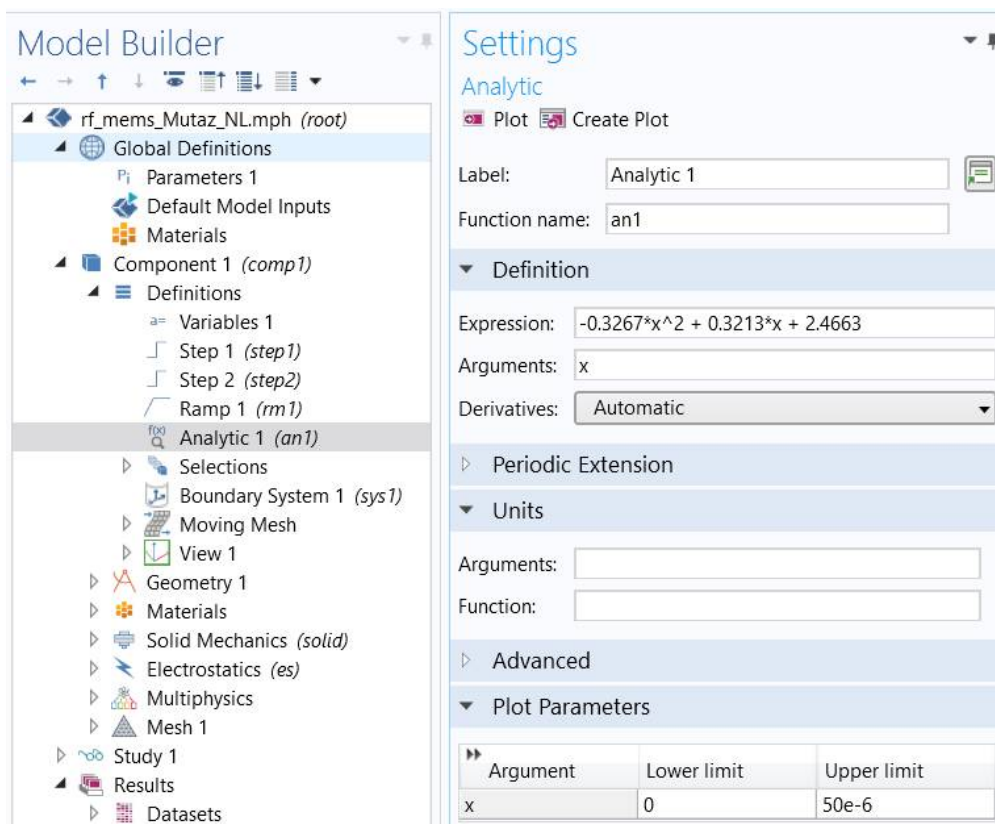 Model Builder
rf_mems_Mutaz_NL.mph (root)
Global Definitions
Pi Parameters 1
Default Model Inputs
Materials
Component 1 (comp1)
Definitions
a= Variables 1
Step 1 (step1)
Step 2 (step2)
Ramp 1 (rm1)
f(x) Analytic 1 (an1)
Selections
Boundary System 1 (sys1)
Moving Mesh
View 1
Geometry 1
Materials
Solid Mechanics (solid)
Electrostatics (es)
Multiphysics
Mesh 1
Study 1
Results
Datasets
Settings
Analytic
Plot Create Plot
Label: Analytic 1
Function name: an1
Definition
Expression: -0.3267*x^2 + 0.3213*x + 2.4663
Arguments: x
Derivatives: Automatic
Periodic Extension
Units
Arguments:
Function:
Advanced
Plot Parameters
Argument Lower limit Upper limit
x 0 50e-6